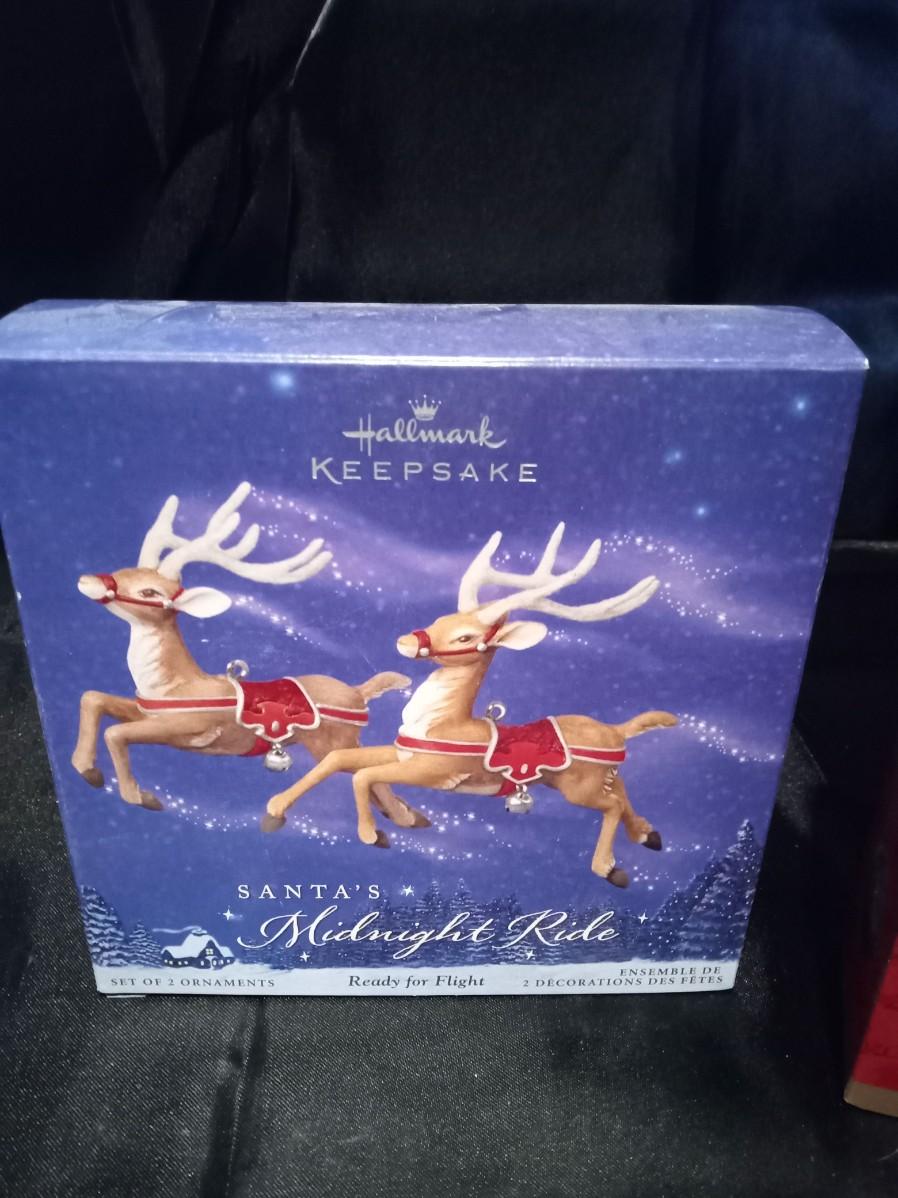 Hallmark
KEEPSAKE
SANTA'S
Midnight Ride
SET OF 2 ORNAMENTS
Ready for Flight
ENSEMBLE DE
2 DÉCORATIONS DES FÊTES